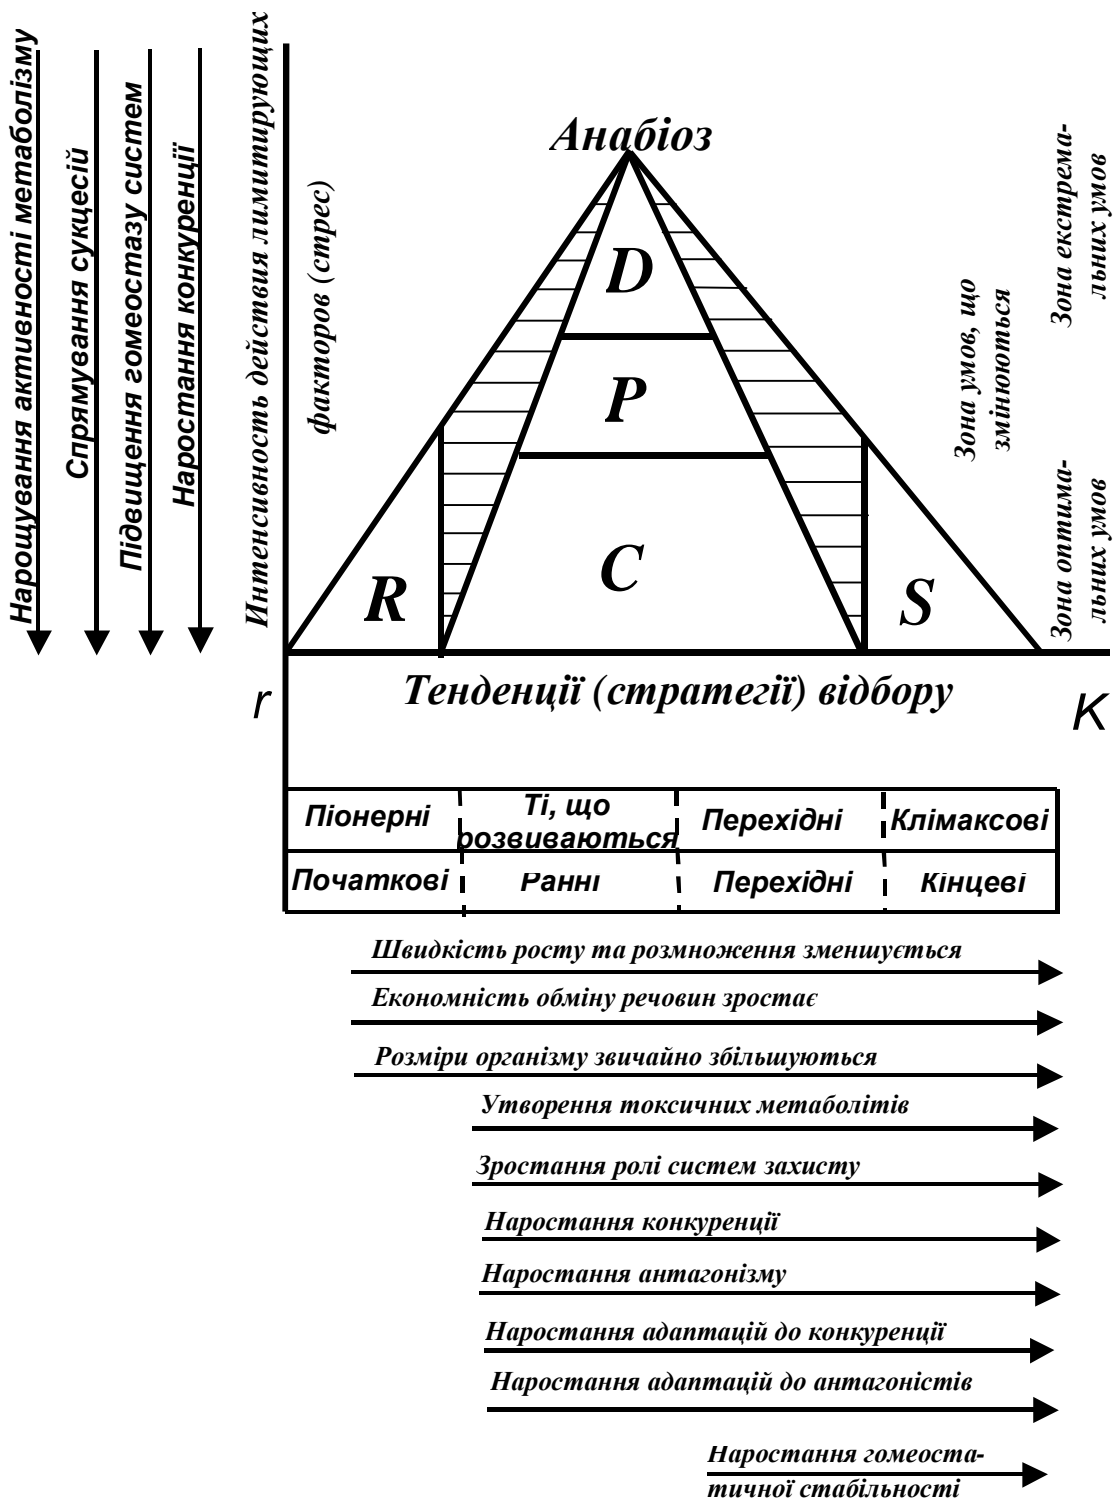 Нарощування активності метаболізму
Спрямування сукцесій
Підвищення гомеостазу систем
Наростання конкуренції
Интенсивность действия лимитирующих
факторов (стрес)
Анабіоз
D
P
C
R
S
Зона умов, що
змінюються
Зона екстрема-
льних умов
Зона оптима-
льних умов
r
Тенденції (стратегії) відбору
K
Піонерні
Ті, що
розвиваються
Перехідні
Клімаксові
Початкові
Ранні
Перехідні
Кінцеві
Швидкість росту та розмноження зменшується
Економність обміну речовин зростає
Розміри організму звичайно збільшуються
Утворення токсичних метаболітів
Зростання ролі систем захисту
Наростання конкуренції
Наростання антагонізму
Наростання адаптацій до конкуренції
Наростання адаптацій до антагоністів
Наростання гомеоста-
тичної стабільності